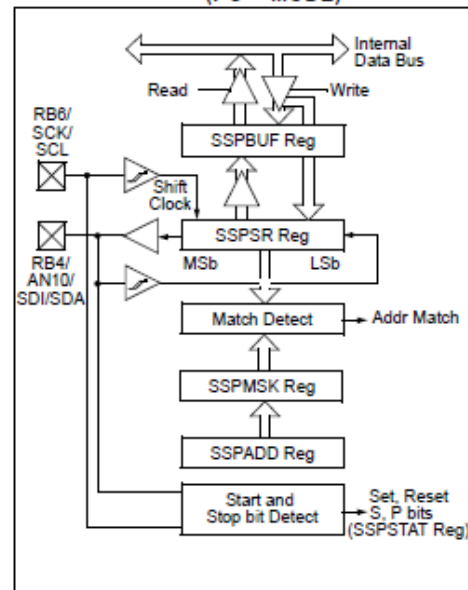 Internal
Data Bus
Read
Write
RB6/
SCK/
SCL
SSPBUF Reg
Shift
Clock
SSPSR Reg
MSb
LSb
RB4/
AN10/
SDI/SDA
Match Detect
Addr Match
SSPMSK Reg
SSPADD Reg
Start and
Stop bit Detect
Set, Reset
S, P bits
(SSPSTAT Reg)